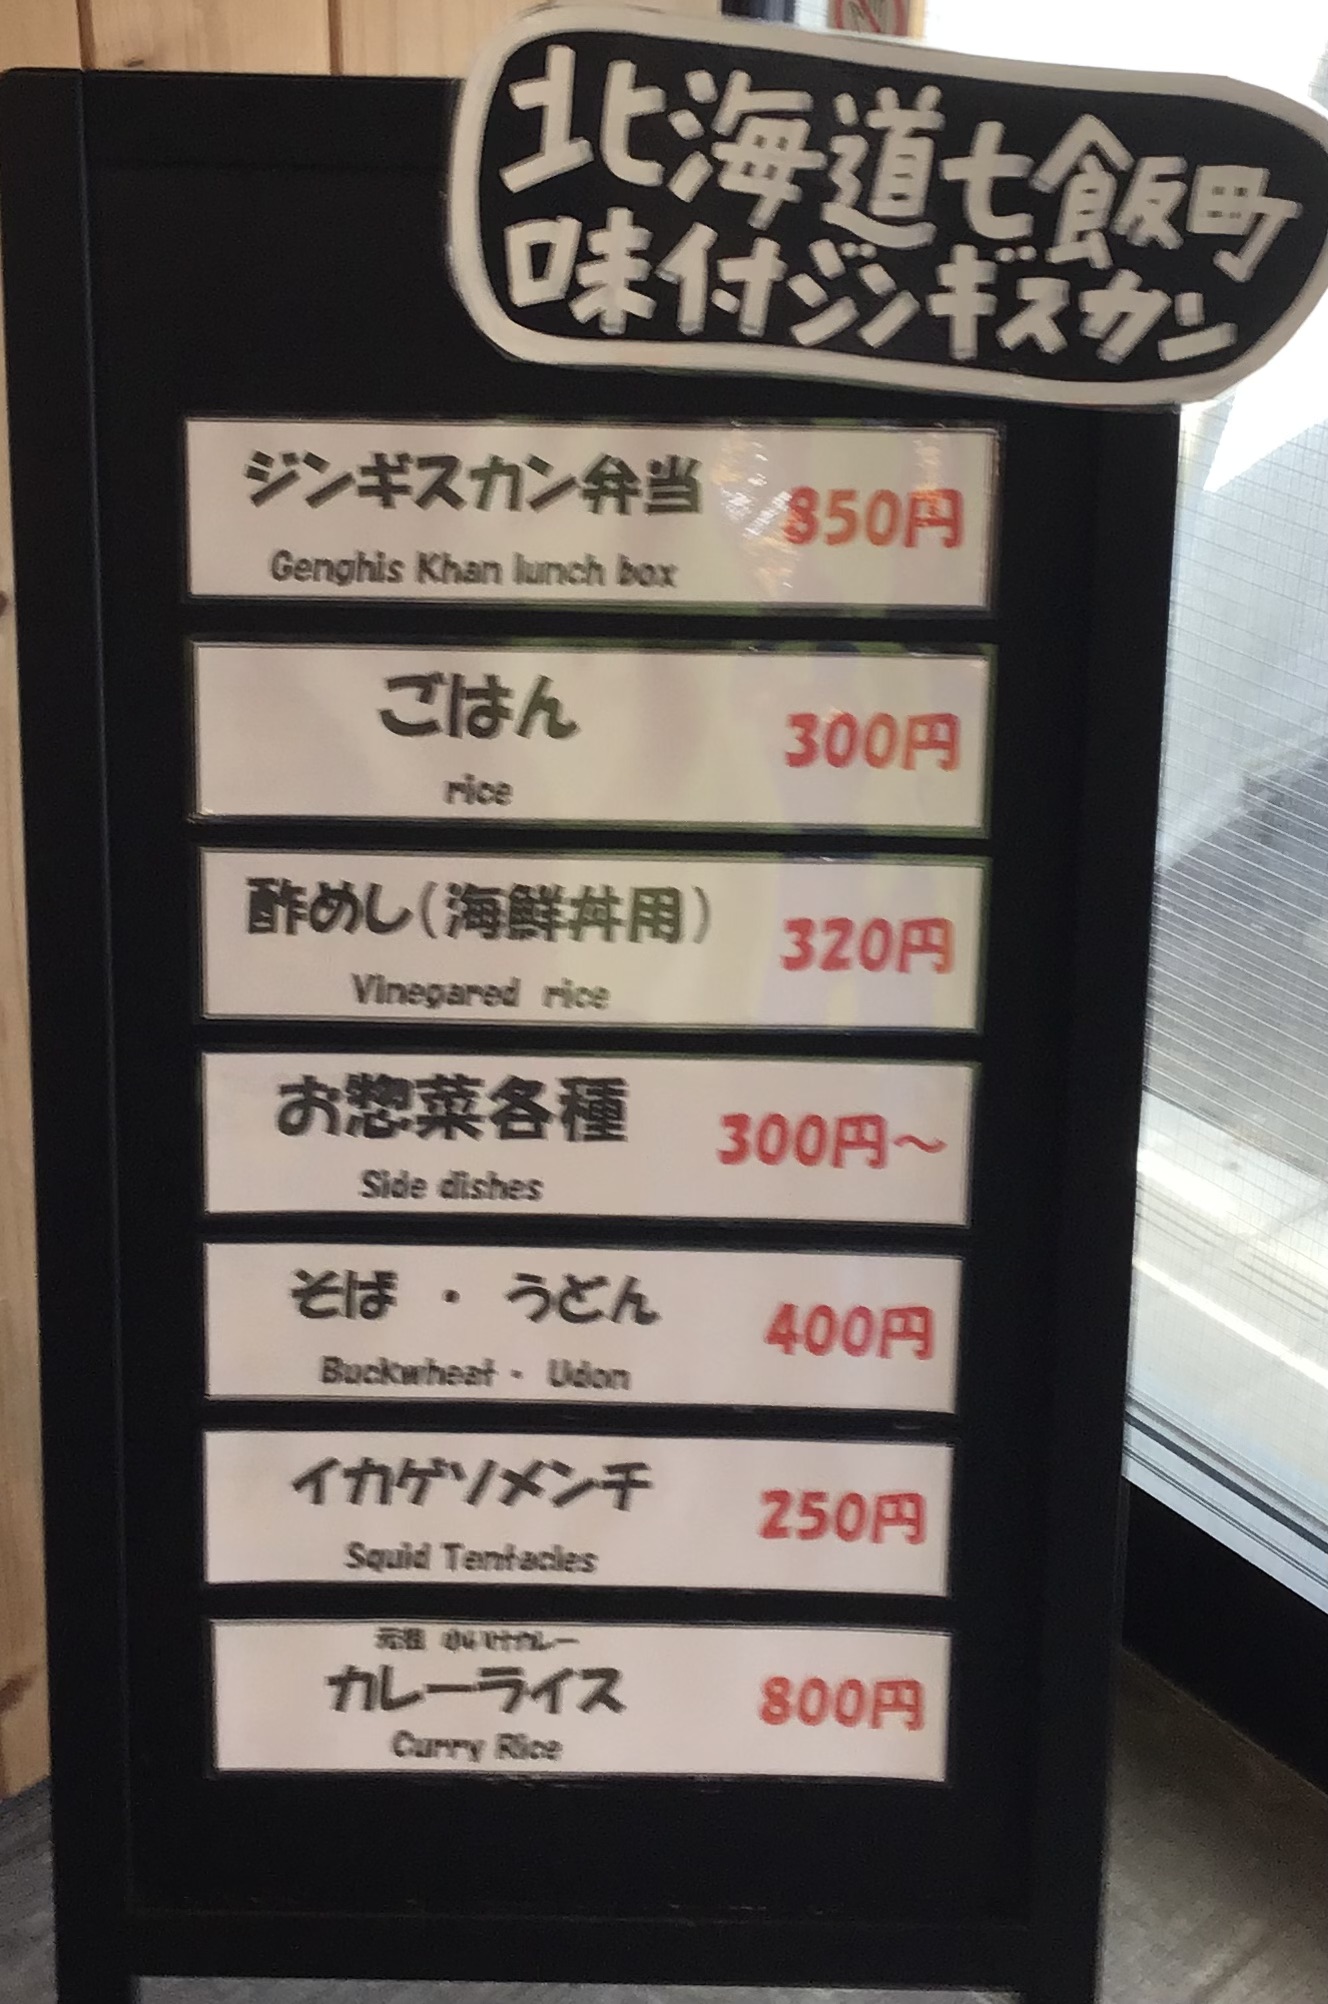 北海道七飯町
味付ジンギスカン
ジンギスカン弁当 850円
Genghis Khan lunch box
ごはん 300円
rice
酢めし(海鮮丼用) 320円
Vinegared rice
お惣菜各種 300円～
Side dishes
そば ・ うどん 400円
Buckwheat・ Udon
イカゲソメンチ 250円
Squid Tentacles
元祖 カレー
カレーライス 800円
Curry Rice